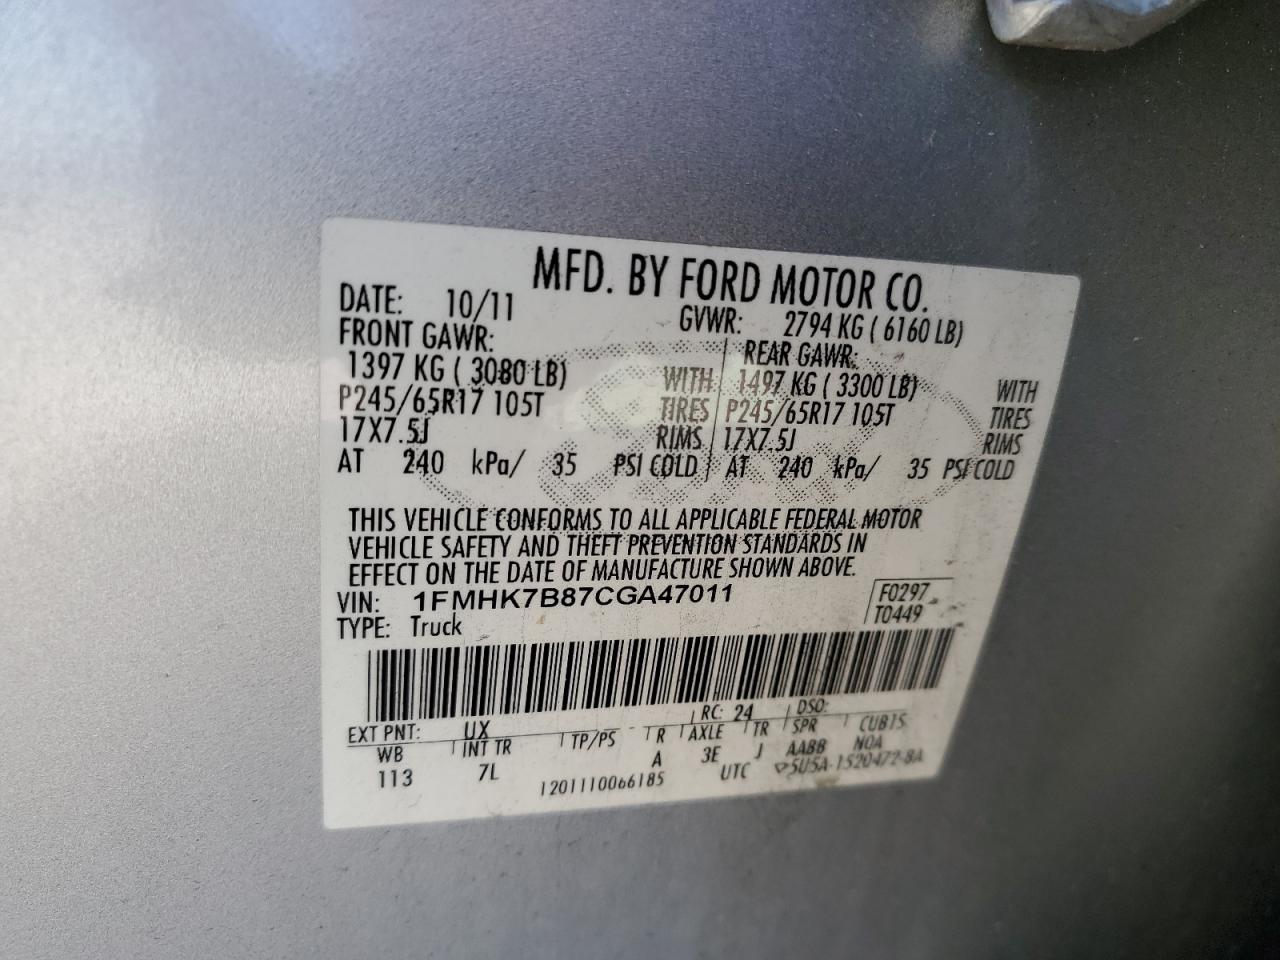 MFD. BY FORD MOTOR CO.
DATE: 10/11 GVWR: 2794 KG ( 6160 LB)
FRONT GAWR: REAR GAWR:
1397 KG ( 3080 LB) WITH 1497 KG ( 3300 LB) WITH
P245/65R17 105T TIRES P245/65R17 105T TIRES
17X7.5J RIMS 17X7.5J RIMS
AT 240 kPa/ 35 PSI COLD AT 240 kPa/ 35 PSI COLD
THIS VEHICLE CONFORMS TO ALL APPLICABLE FEDERAL MOTOR
VEHICLE SAFETY AND THEFT PREVENTION STANDARDS IN
EFFECT ON THE DATE OF MANUFACTURE SHOWN ABOVE.
VIN: 1FMHK7B87CGA47011 F0297
TYPE: Truck T0449
EXT PNT: UX RC: 24 DSO:
WB INT TR TP/PS R AXLE TR SPR CUBIS
113 7L A 3E J AABB NOA
1201110066185 UTC ▽5U5A-1520472-BA